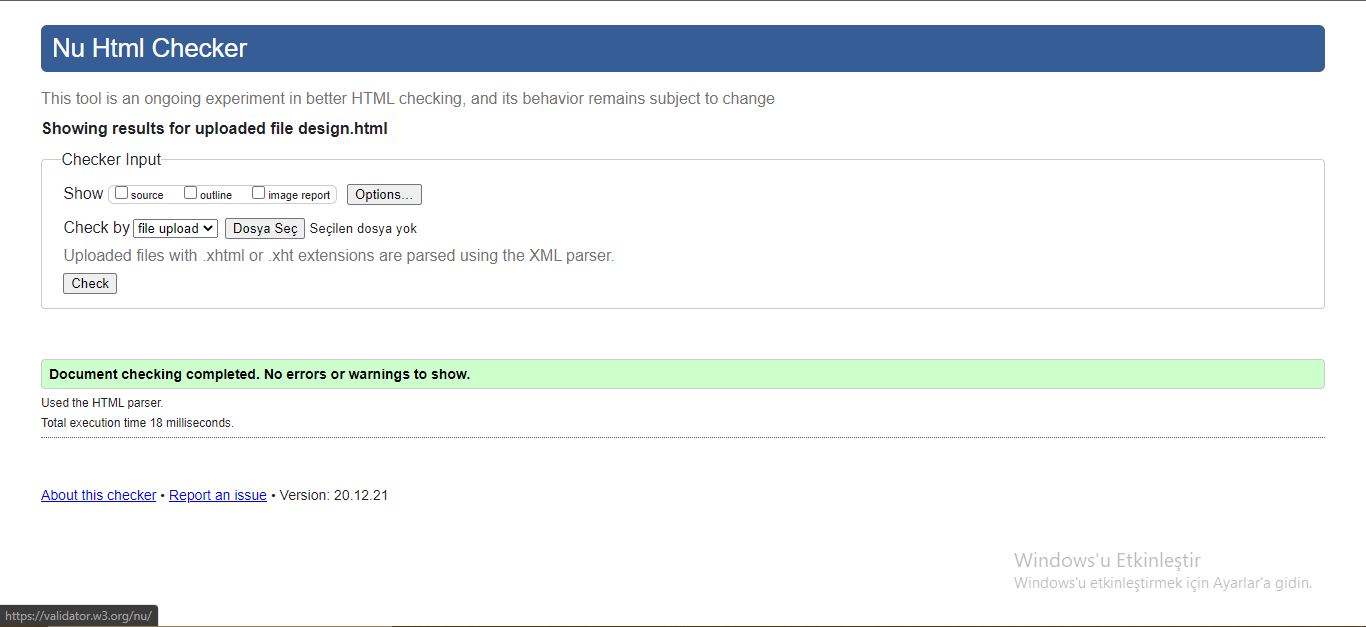 Nu Html Checker
This tool is an ongoing experiment in better HTML checking, and its behavior remains subject to change
Showing results for uploaded file design.html
Checker Input
Show source outline image report Options...
Check by file upload Dosya Seç Seçilen dosya yok
Uploaded files with .xhtml or .xht extensions are parsed using the XML parser.
Check
Document checking completed. No errors or warnings to show.
Used the HTML parser.
Total execution time 18 milliseconds.
About this checker • Report an issue • Version: 20.12.21
Windows'u Etkinleştir
Windows'u etkinleştirmek için Ayarlar'a gidin.
https://validator.w3.org/nu/